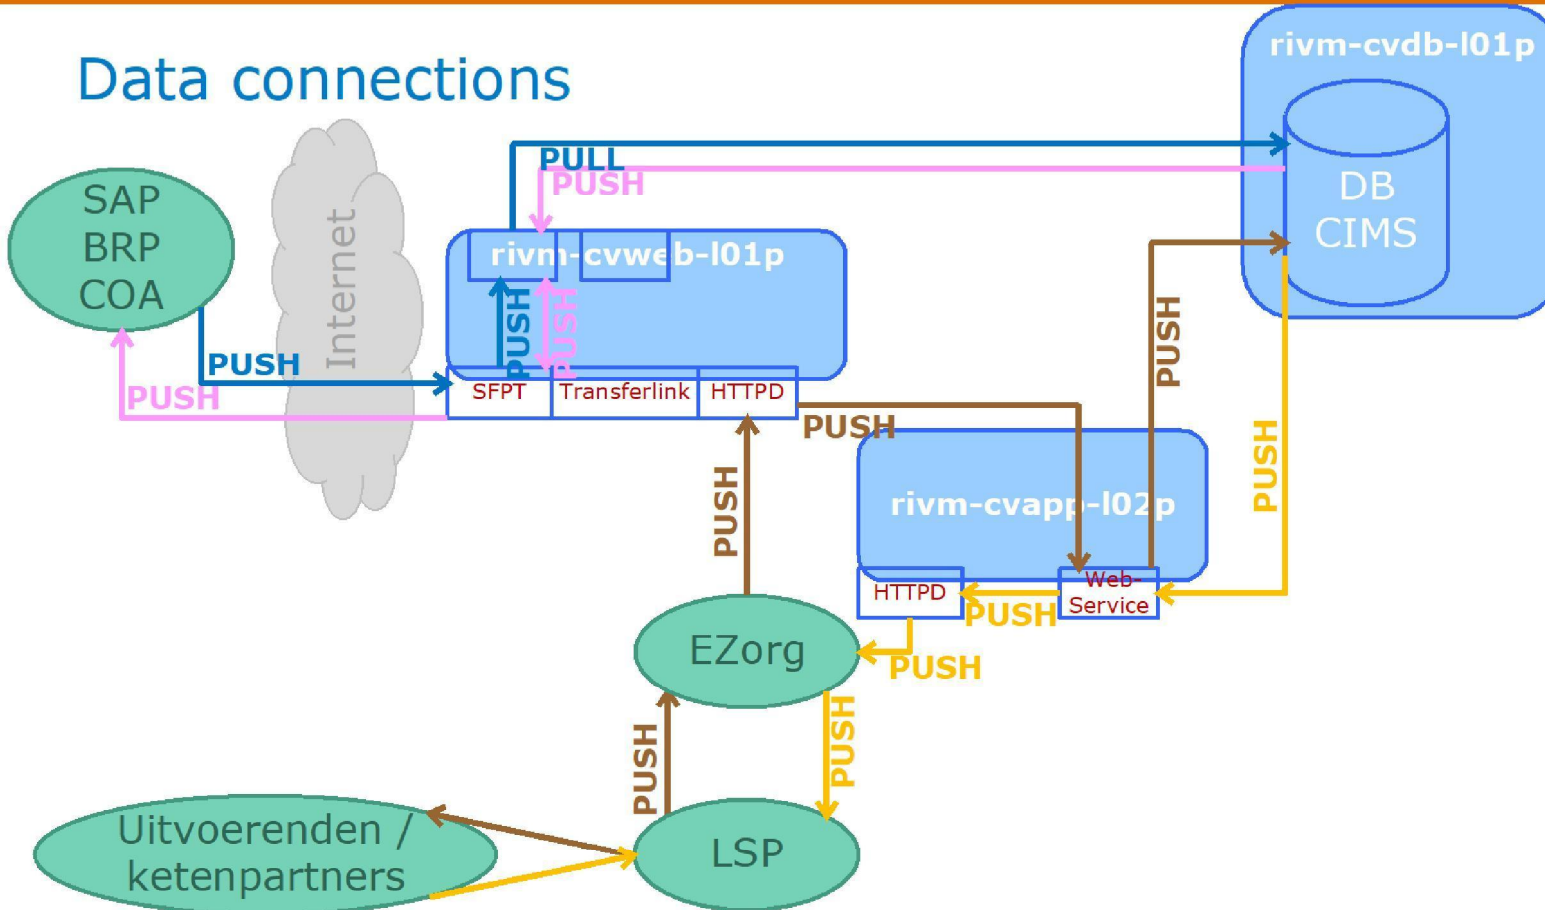 Data connections
rivm-cvdb-l01p
DB
CIMS
PULL
PUSH
SAP
BRP
COA
Internet
rivm-cvweb-l01p
PUSH
PUSH
PUSH
PUSH
SFPT
Transferlink
HTTPD
PUSH
PUSH
PUSH
PUSH
rivm-cvapp-l02p
HTTPD
Web-
Service
PUSH
PUSH
EZorg
PUSH
PUSH
Uitvoerenden /
ketenpartners
LSP